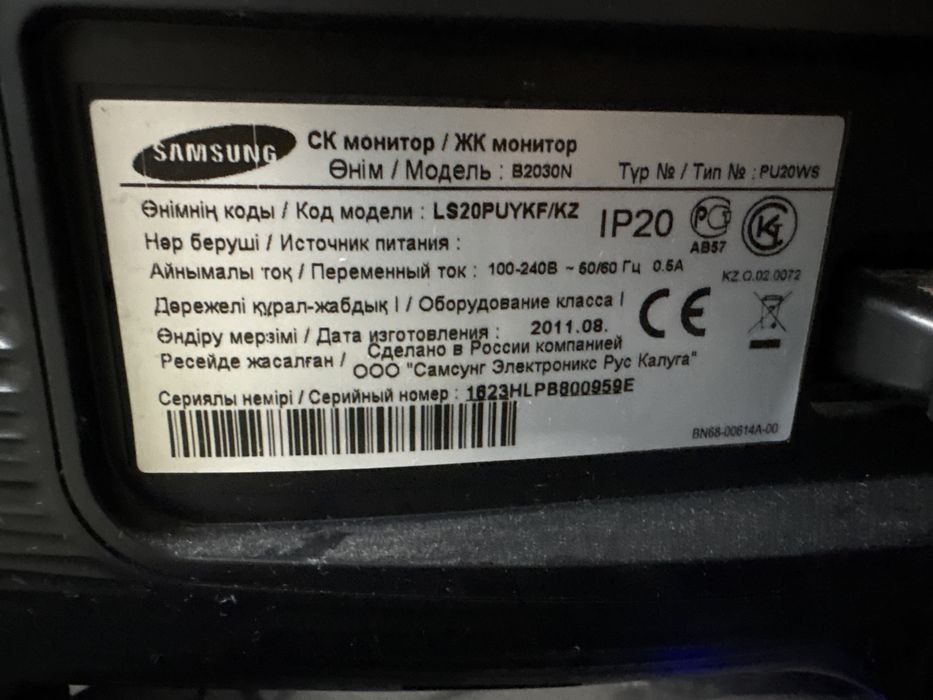 SAMSUNG
СК монитор / ЖК монитор
Өнім / Модель : B2030N
Тур № / Тип № : PU20WS
Өнімнің коды / Код модели : LS20PUYKF/KZ
IP20
РСТ
АВ57
Нәр беруші / Источник питания :
Айнымалы тоқ / Переменный ток : 100-240В ~ 50/60 Гц 0.6А
KZ.O.02.0072
Дәрежелі құрал-жабдық I / Оборудование класса I
CE
Өндіру мерзімі / Дата изготовления : 2011.08.
Ресейде жасалған / Сделано в России компанией
ООО "Самсунг Электроникс Рус Калуга"
Сериялы немірі / Серийный номер : 1623HLPB800959E
BN68-00614A-00